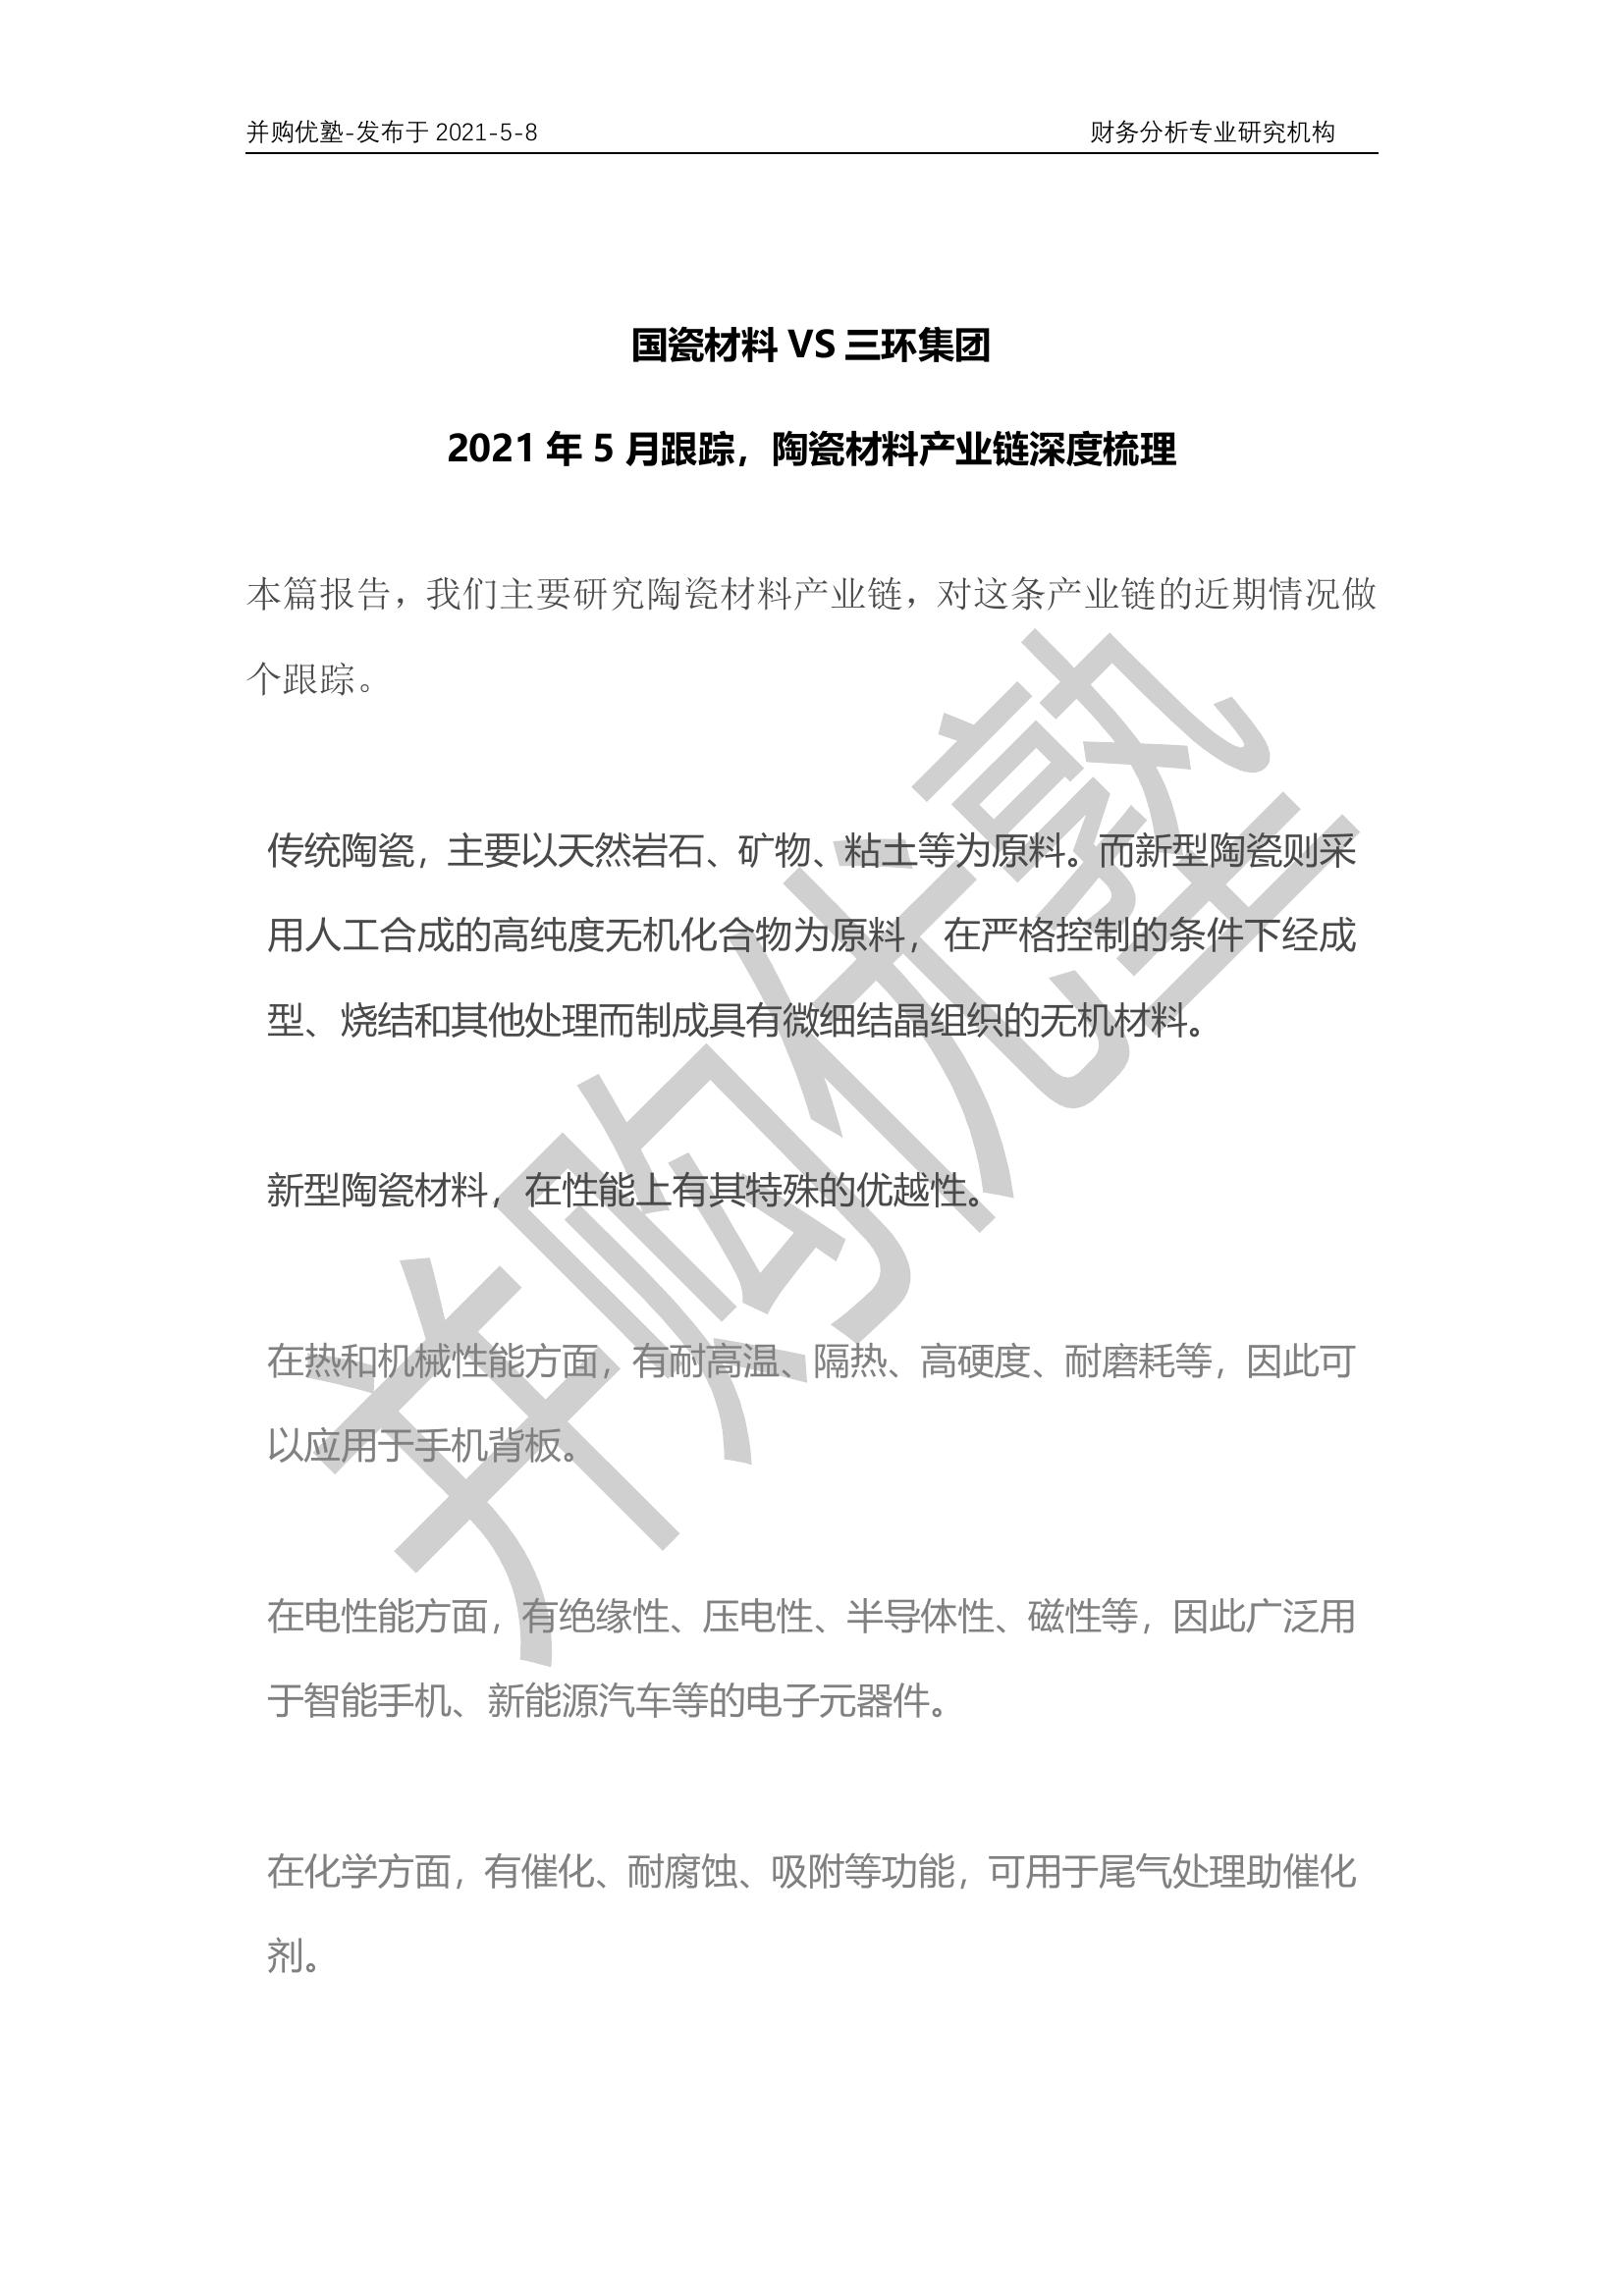 并购优塾-发布于 2021-5-8 财务分析专业研究机构
国瓷材料 VS 三环集团
2021 年 5 月跟踪，陶瓷材料产业链深度梳理
本篇报告，我们主要研究陶瓷材料产业链，对这条产业链的近期情况做
个跟踪。
传统陶瓷，主要以天然岩石、矿物、粘土等为原料。而新型陶瓷则采
用人工合成的高纯度无机化合物为原料，在严格控制的条件下经成
型、烧结和其他处理而制成具有微细结晶组织的无机材料。
新型陶瓷材料，在性能上有其特殊的优越性。
在热和机械性能方面，有耐高温、隔热、高硬度、耐磨耗等，因此可
以应用于手机背板。
在电性能方面，有绝缘性、压电性、半导体性、磁性等，因此广泛用
于智能手机、新能源汽车等的电子元器件。
在化学方面，有催化、耐腐蚀、吸附等功能，可用于尾气处理助催化
剂。
并购优塾